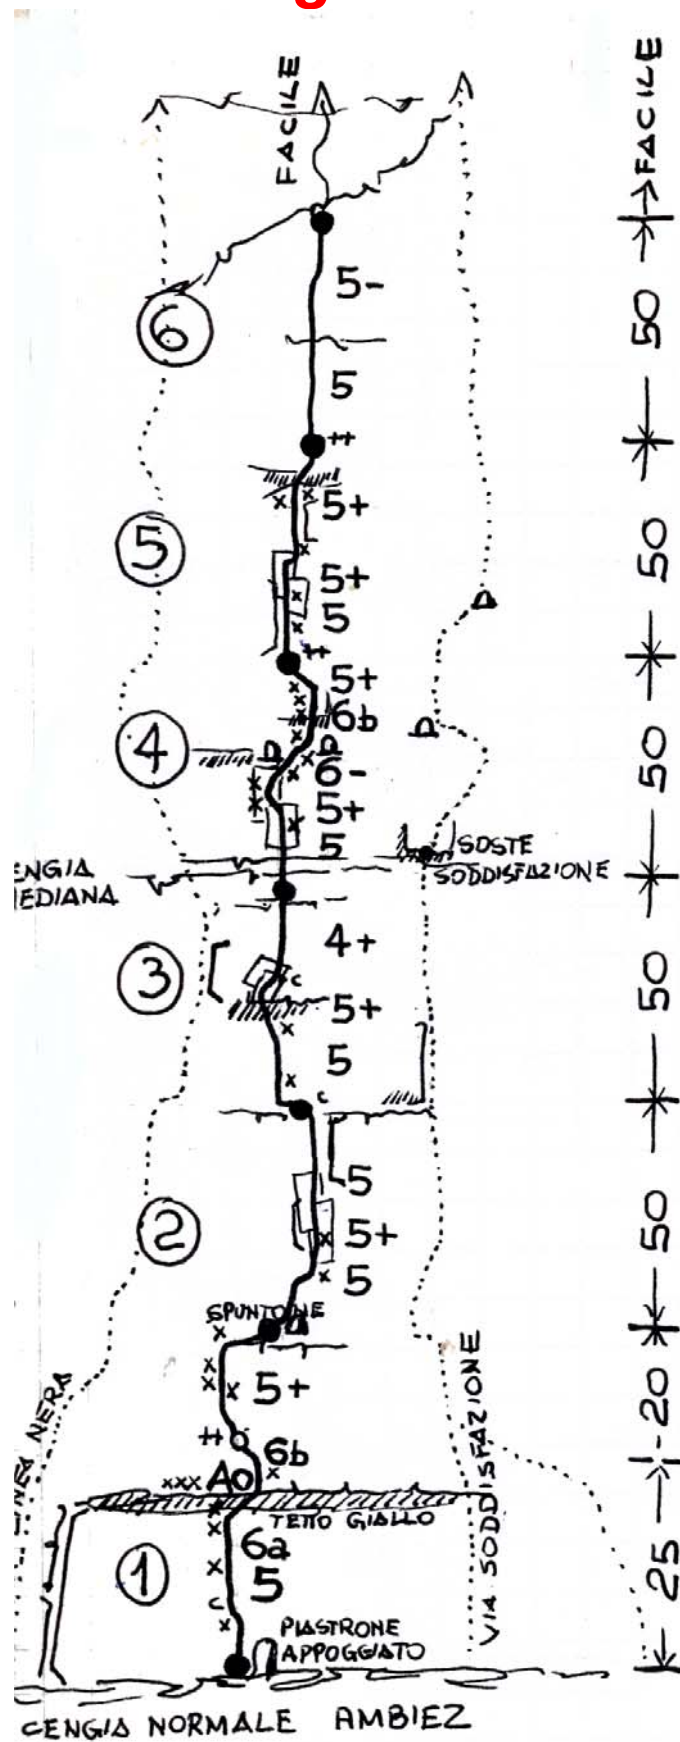 FACILE
FACILE
5-
6
50
5
++
5+
5
50
5+
5
++
5+
6b
4
50
6-
5+
5
SOSTE
SODDISFAZIONE
ENGIA
EDIANA
4+
3
c
50
5+
5
c
5
2
5+
50
5
SPUNTONE
5+
20
++
6b
xxx A0
TETTO GIALLO
NERA
VIA SODDISFAZIONE
6a
1
5
25
c
PIASTRONE
APPOGGIATO
CENGIA NORMALE AMBIEZ